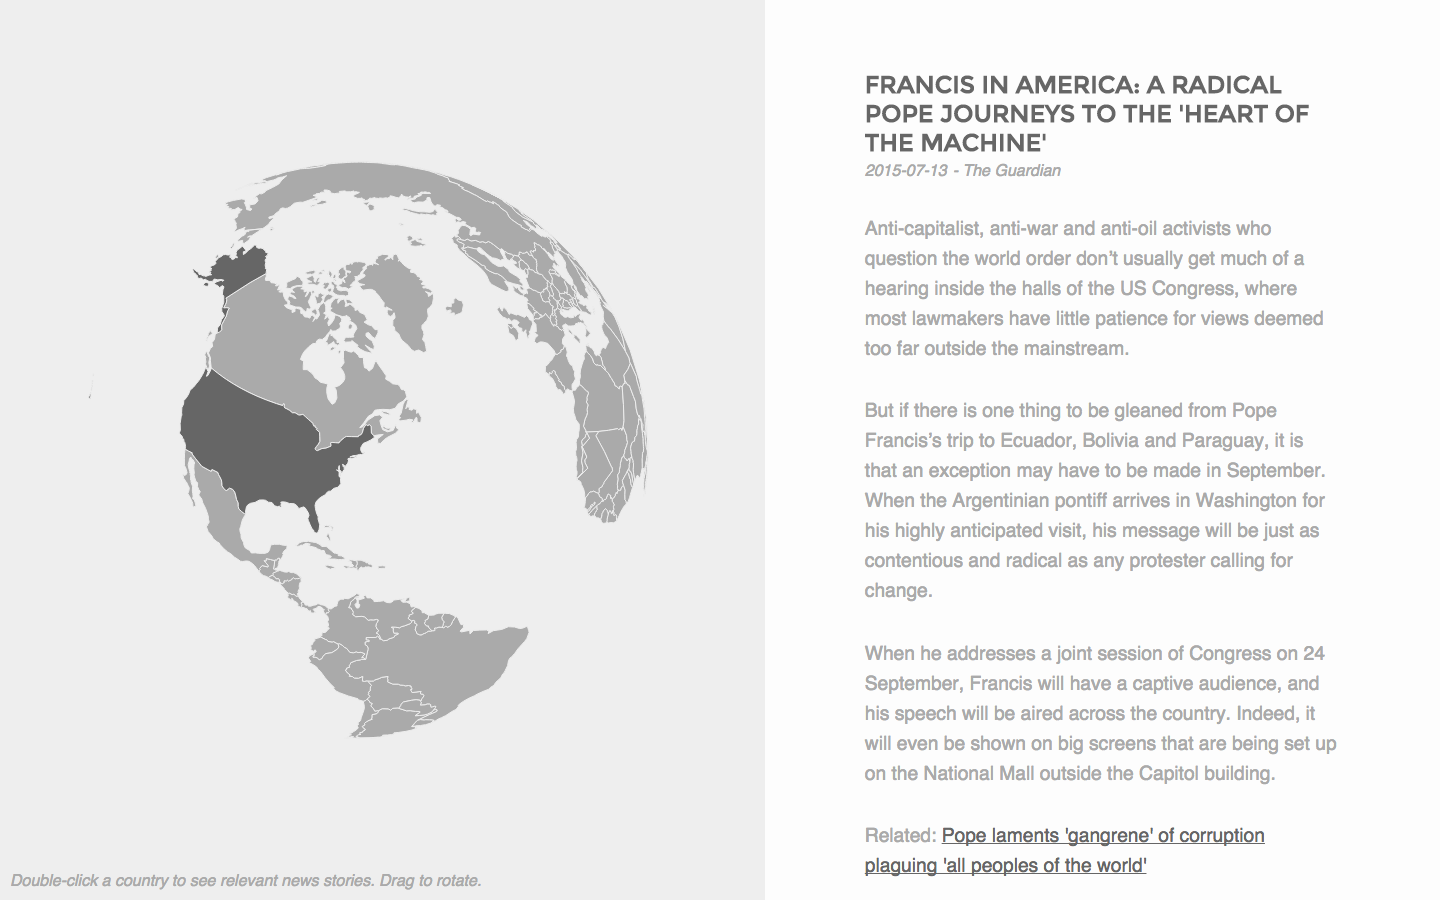 FRANCIS IN AMERICA: A RADICAL
POPE JOURNEYS TO THE 'HEART OF
THE MACHINE'
2015-07-13 - The Guardian
Anti-capitalist, anti-war and anti-oil activists who
question the world order don’t usually get much of a
hearing inside the halls of the US Congress, where
most lawmakers have little patience for views deemed
too far outside the mainstream.
But if there is one thing to be gleaned from Pope
Francis’s trip to Ecuador, Bolivia and Paraguay, it is
that an exception may have to be made in September.
When the Argentinian pontiff arrives in Washington for
his highly anticipated visit, his message will be just as
contentious and radical as any protester calling for
change.
When he addresses a joint session of Congress on 24
September, Francis will have a captive audience, and
his speech will be aired across the country. Indeed, it
will even be shown on big screens that are being set up
on the National Mall outside the Capitol building.
Related: Pope laments 'gangrene' of corruption
plaguing 'all peoples of the world'
Double-click a country to see relevant news stories. Drag to rotate.